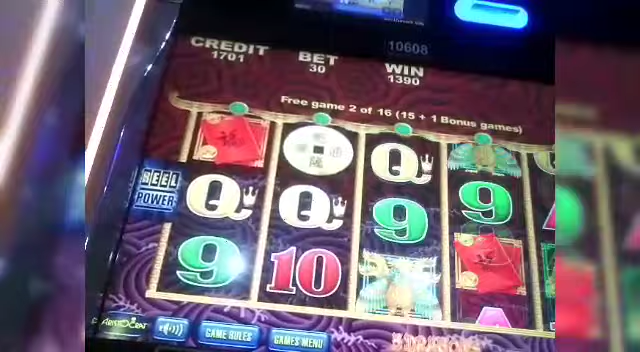 10608
CREDIT BET WIN
1701 30 1390
Free game 2 of 16 (15 + 1 Bonus games)
Q
REEL POWER
Q Q 9 9
9 10
ARISTOCRAT GAME RULES GAMES MENU